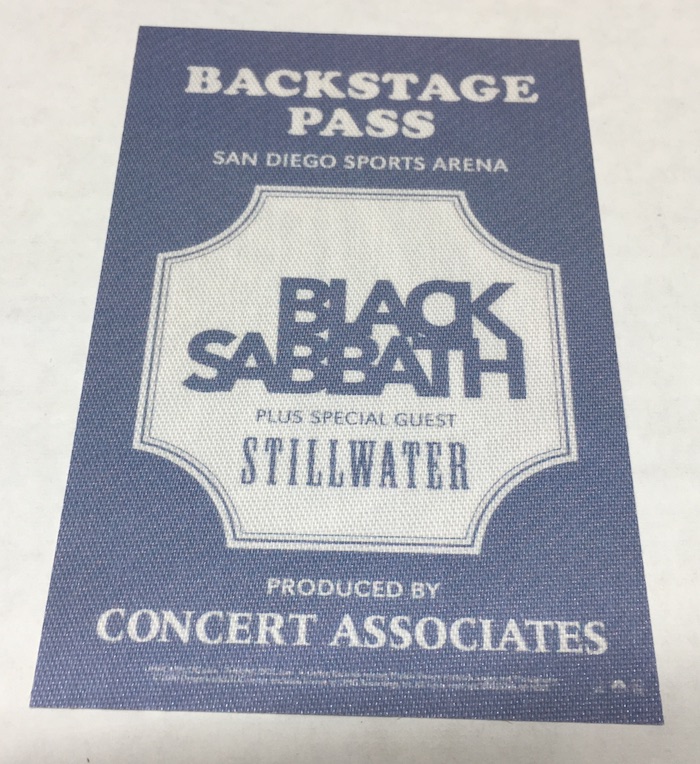 BACKSTAGE
PASS
SAN DIEGO SPORTS ARENA
BLACK
SABBATH
PLUS SPECIAL GUEST
STILLWATER
PRODUCED BY
CONCERT ASSOCIATES